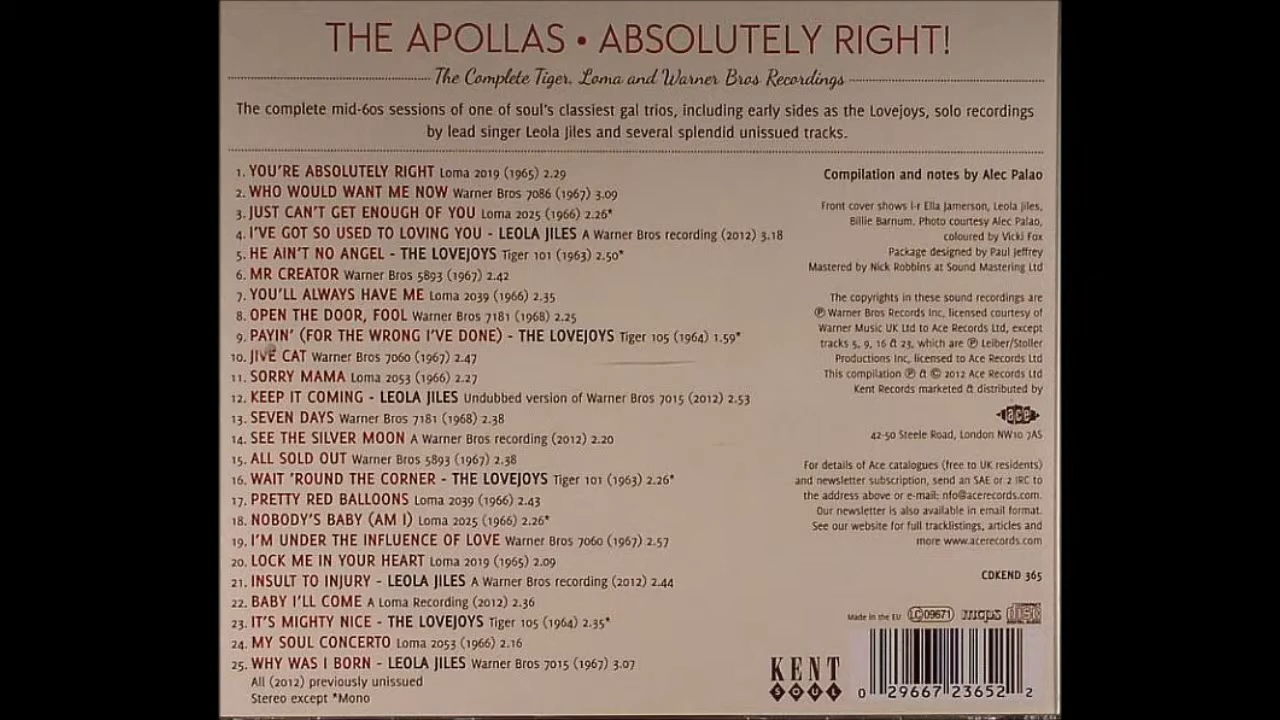 THE APOLLAS • ABSOLUTELY RIGHT!
The Complete Tiger, Loma and Warner Bros Recordings
The complete mid-60s sessions of one of soul's classiest gal trios, including early sides as the Lovejoys, solo recordings
by lead singer Leola Jiles and several splendid unissued tracks.
1. YOU'RE ABSOLUTELY RIGHT Loma 2019 (1965) 2.29
2. WHO WOULD WANT ME NOW Warner Bros 7086 (1967) 3.09
3. JUST CAN'T GET ENOUGH OF YOU Loma 2025 (1966) 2.26*
4. I'VE GOT SO USED TO LOVING YOU - LEOLA JILES A Warner Bros recording (2012) 3.18
5. HE AIN'T NO ANGEL - THE LOVEJOYS Tiger 101 (1963) 2.50*
6. MR CREATOR Warner Bros 5893 (1967) 2.42
7. YOU'LL ALWAYS HAVE ME Loma 2039 (1966) 2.35
8. OPEN THE DOOR, FOOL Warner Bros 7181 (1968) 2.25
9. PAYIN' (FOR THE WRONG I'VE DONE) - THE LOVEJOYS Tiger 105 (1964) 1.59*
10. JIVE CAT Warner Bros 7060 (1967) 2.47
11. SORRY MAMA Loma 2053 (1966) 2.27
12. KEEP IT COMING - LEOLA JILES Undubbed version of Warner Bros 7015 (2012) 2.53
13. SEVEN DAYS Warner Bros 7181 (1968) 2.38
14. SEE THE SILVER MOON A Warner Bros recording (2012) 2.20
15. ALL SOLD OUT Warner Bros 5893 (1967) 2.38
16. WAIT 'ROUND THE CORNER - THE LOVEJOYS Tiger 101 (1963) 2.26*
17. PRETTY RED BALLOONS Loma 2039 (1966) 2.43
18. NOBODY'S BABY (AM I) Loma 2025 (1966) 2.26*
19. I'M UNDER THE INFLUENCE OF LOVE Warner Bros 7060 (1967) 2.57
20. LOCK ME IN YOUR HEART Loma 2019 (1965) 2.09
21. INSULT TO INJURY - LEOLA JILES A Warner Bros recording (2012) 2.44
22. BABY I'LL COME A Loma Recording (2012) 2.36
23. IT'S MIGHTY NICE - THE LOVEJOYS Tiger 105 (1964) 2.35*
24. MY SOUL CONCERTO Loma 2053 (1966) 2.16
25. WHY WAS I BORN - LEOLA JILES Warner Bros 7015 (1967) 3.07
All (2012) previously unissued
Stereo except *Mono
Compilation and notes by Alec Palao
Front cover shows l-r Ella Jamerson, Leola Jiles,
Billie Barnum. Photo courtesy Alec Palao,
coloured by Vicki Fox
Package designed by Paul Jeffrey
Mastered by Nick Robbins at Sound Mastering Ltd
The copyrights in these sound recordings are
℗ Warner Bros Records Inc, licensed courtesy of
Warner Music UK Ltd to Ace Records Ltd, except
tracks 5, 9, 16 & 23, which are ℗ Leiber/Stoller
Productions Inc, licensed to Ace Records Ltd
This compilation ℗ & © 2012 Ace Records Ltd
Kent Records marketed & distributed by
ace
42-50 Steele Road, London NW10 7AS
For details of Ace catalogues (free to UK residents)
and newsletter subscription, send an SAE or 2 IRC to
the address above or e-mail: nfo@acerecords.com.
Our newsletter is also available in email format.
See our website for full tracklistings, articles and
more www.acerecords.com
CDKEND 365
Made in the EU LC 09671 mcps disc DIGITAL AUDIO
KENT
SOUL
0 29667 23652 2